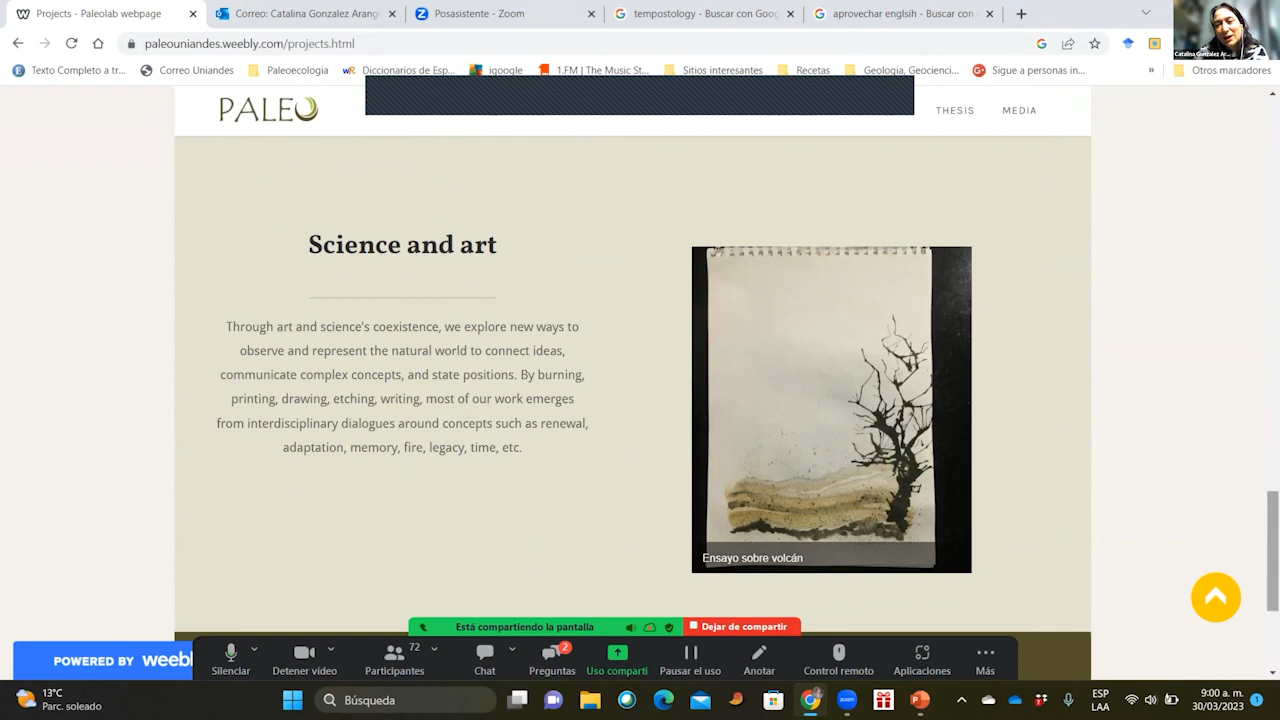 Projects - Paleolab webpage
Correo: Catalina Gonzalez Arang
Posasistente - Zoom
tempostology - Buscar con Goog
aprovechar englsih - Buscar con
paleouniandes.weebly.com/projects.html
Catalina González Ar...
Texto Completo a tr...
Correo Uniandes
Paleoecologia
Diccionarios de Esp...
igoogle
1.FM | The Music St...
Sitios interesantes
Recetas
Geologia, Geocienci...
Sigue a personas in...
»
Otros marcadores
PALEO
THESIS
MEDIA
Science and art
Through art and science's coexistence, we explore new ways to
observe and represent the natural world to connect ideas,
communicate complex concepts, and state positions. By burning,
printing, drawing, etching, writing, most of our work emerges
from interdisciplinary dialogues around concepts such as renewal,
adaptation, memory, fire, legacy, time, etc.
Ensayo sobre volcán
Está compartiendo la pantalla
Dejar de compartir
POWERED BY weebl
Silenciar
Detener vídeo
72
Participantes
Chat
2
Preguntas
Uso comparti
Pausar el uso
Anotar
Control remoto
Aplicaciones
Más
13°C
Parc. soleado
Búsqueda
ESP
LAA
9:00 a. m.
30/03/2023
1